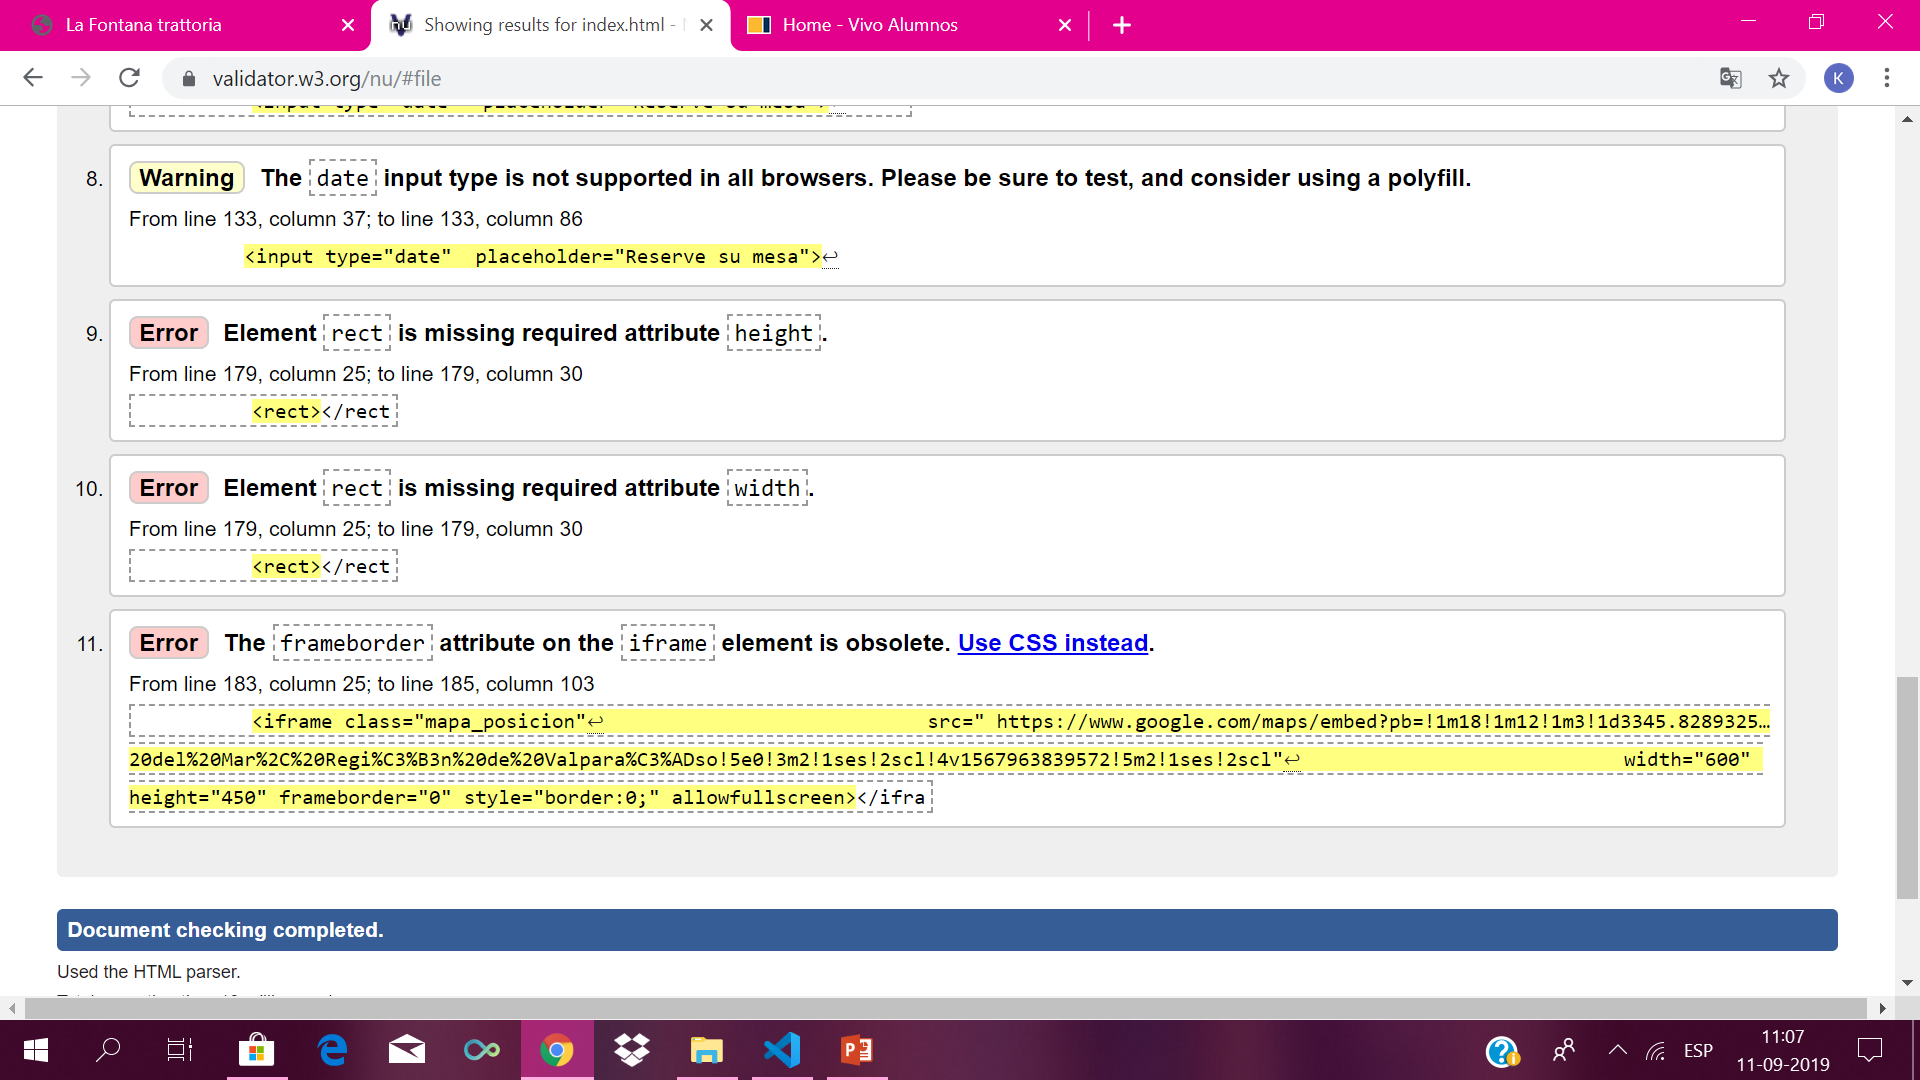 La Fontana trattoria
Showing results for index.html -
Home - Vivo Alumnos
validator.w3.org/nu/#file
K
<input type="date"  placeholder="Reserve su mesa">
8. Warning The date input type is not supported in all browsers. Please be sure to test, and consider using a polyfill.
From line 133, column 37; to line 133, column 86
<input type="date"  placeholder="Reserve su mesa">↩
9. Error Element rect is missing required attribute height.
From line 179, column 25; to line 179, column 30
<rect></rect
10. Error Element rect is missing required attribute width.
From line 179, column 25; to line 179, column 30
<rect></rect
11. Error The frameborder attribute on the iframe element is obsolete. Use CSS instead.
From line 183, column 25; to line 185, column 103
<iframe class="mapa_posicion"↩ src=" https://www.google.com/maps/embed?pb=!1m18!1m12!1m3!1d3345.8289325…
20del%20Mar%2C%20Regi%C3%B3n%20de%20Valpara%C3%ADso!5e0!3m2!1ses!2scl!4v1567963839572!5m2!1ses!2scl"↩ width="600"
height="450" frameborder="0" style="border:0;" allowfullscreen></ifra
Document checking completed.
Used the HTML parser.
ESP
11:07
11-09-2019